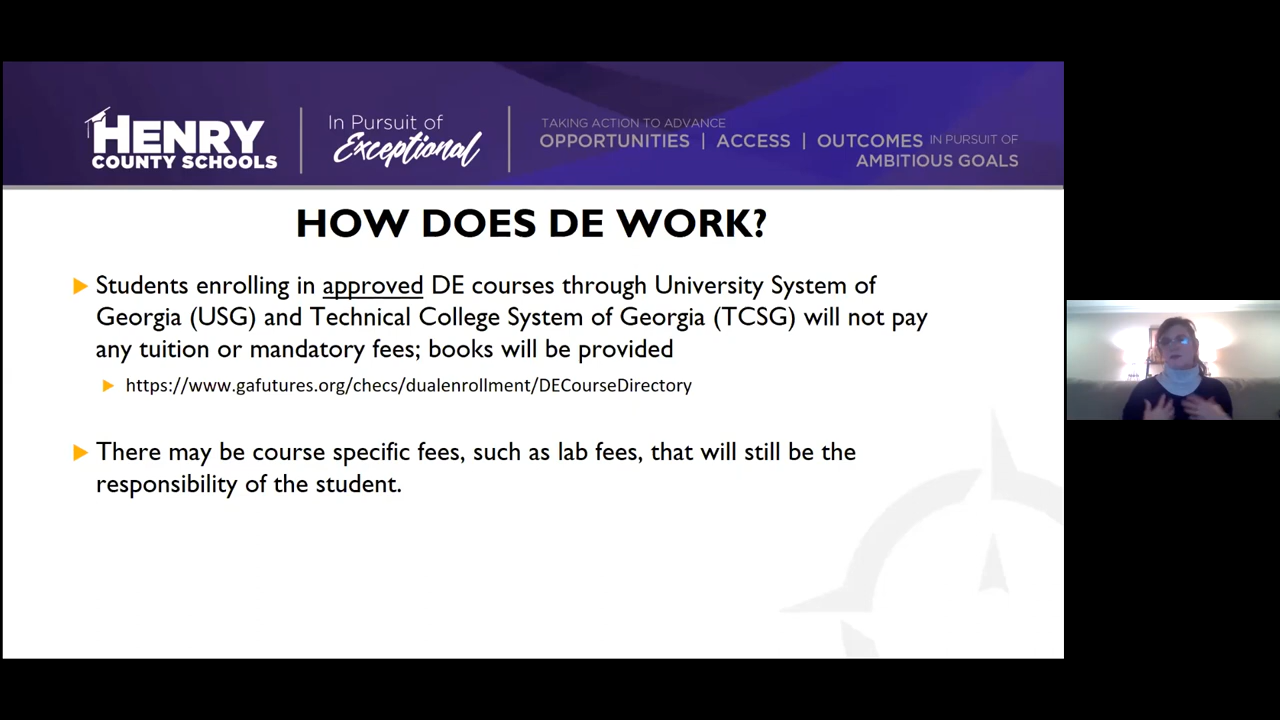 HENRY
COUNTY SCHOOLS
In Pursuit of
Exceptional
TAKING ACTION TO ADVANCE
OPPORTUNITIES | ACCESS | OUTCOMES IN PURSUIT OF
AMBITIOUS GOALS
HOW DOES DE WORK?
Students enrolling in approved DE courses through University System of
Georgia (USG) and Technical College System of Georgia (TCSG) will not pay
any tuition or mandatory fees; books will be provided
https://www.gafutures.org/checs/dualenrollment/DECourseDirectory
There may be course specific fees, such as lab fees, that will still be the
responsibility of the student.